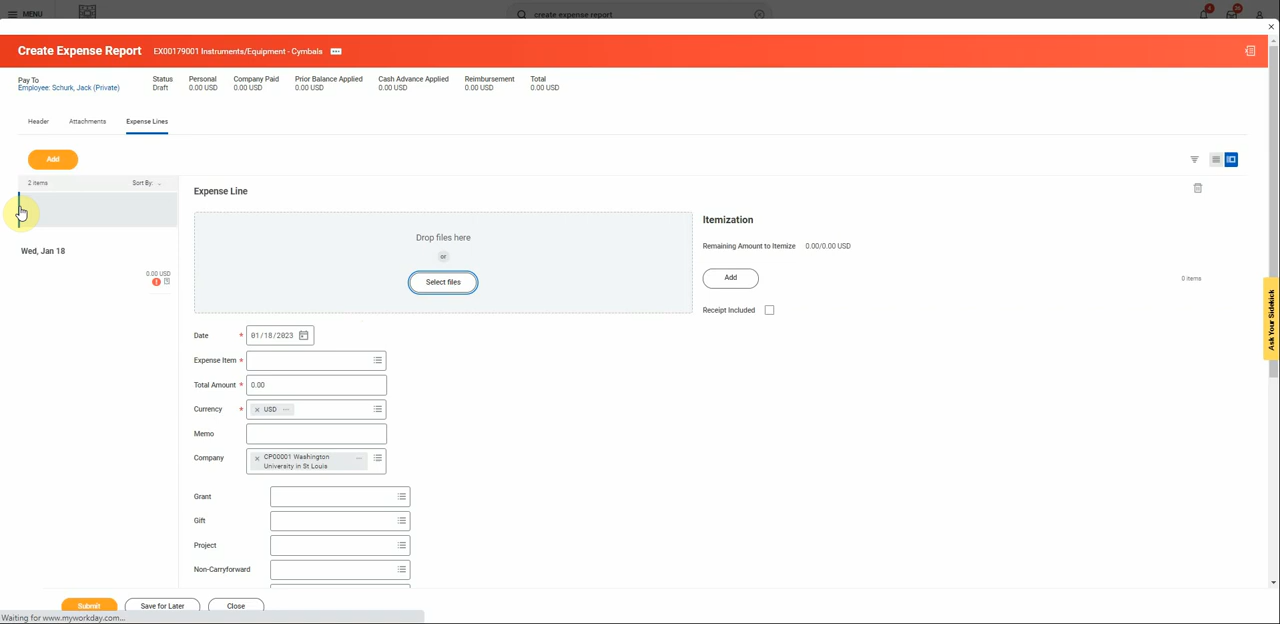 MENU
create expense report
4
26
Create Expense Report EX00179001 Instruments/Equipment - Cymbals
Pay To
Employee: Schurk, Jack (Private)
Status
Draft
Personal
0.00 USD
Company Paid
0.00 USD
Prior Balance Applied
0.00 USD
Cash Advance Applied
0.00 USD
Reimbursement
0.00 USD
Total
0.00 USD
Header Attachments Expense Lines
Add
2 items Sort By:
Wed, Jan 18
0.00 USD
Expense Line
Drop files here
or
Select files
Date * 01/18/2023
Expense Item *
Total Amount * 0.00
Currency * USD
Memo
Company CP00001 Washington
University in St Louis
Grant
Gift
Project
Non-Carryforward
Itemization
Remaining Amount to Itemize 0.00/0.00 USD
Add
0 items
Receipt Included
Ask Your Sidekick
Submit Save for Later Close
Waiting for www.myworkday.com...